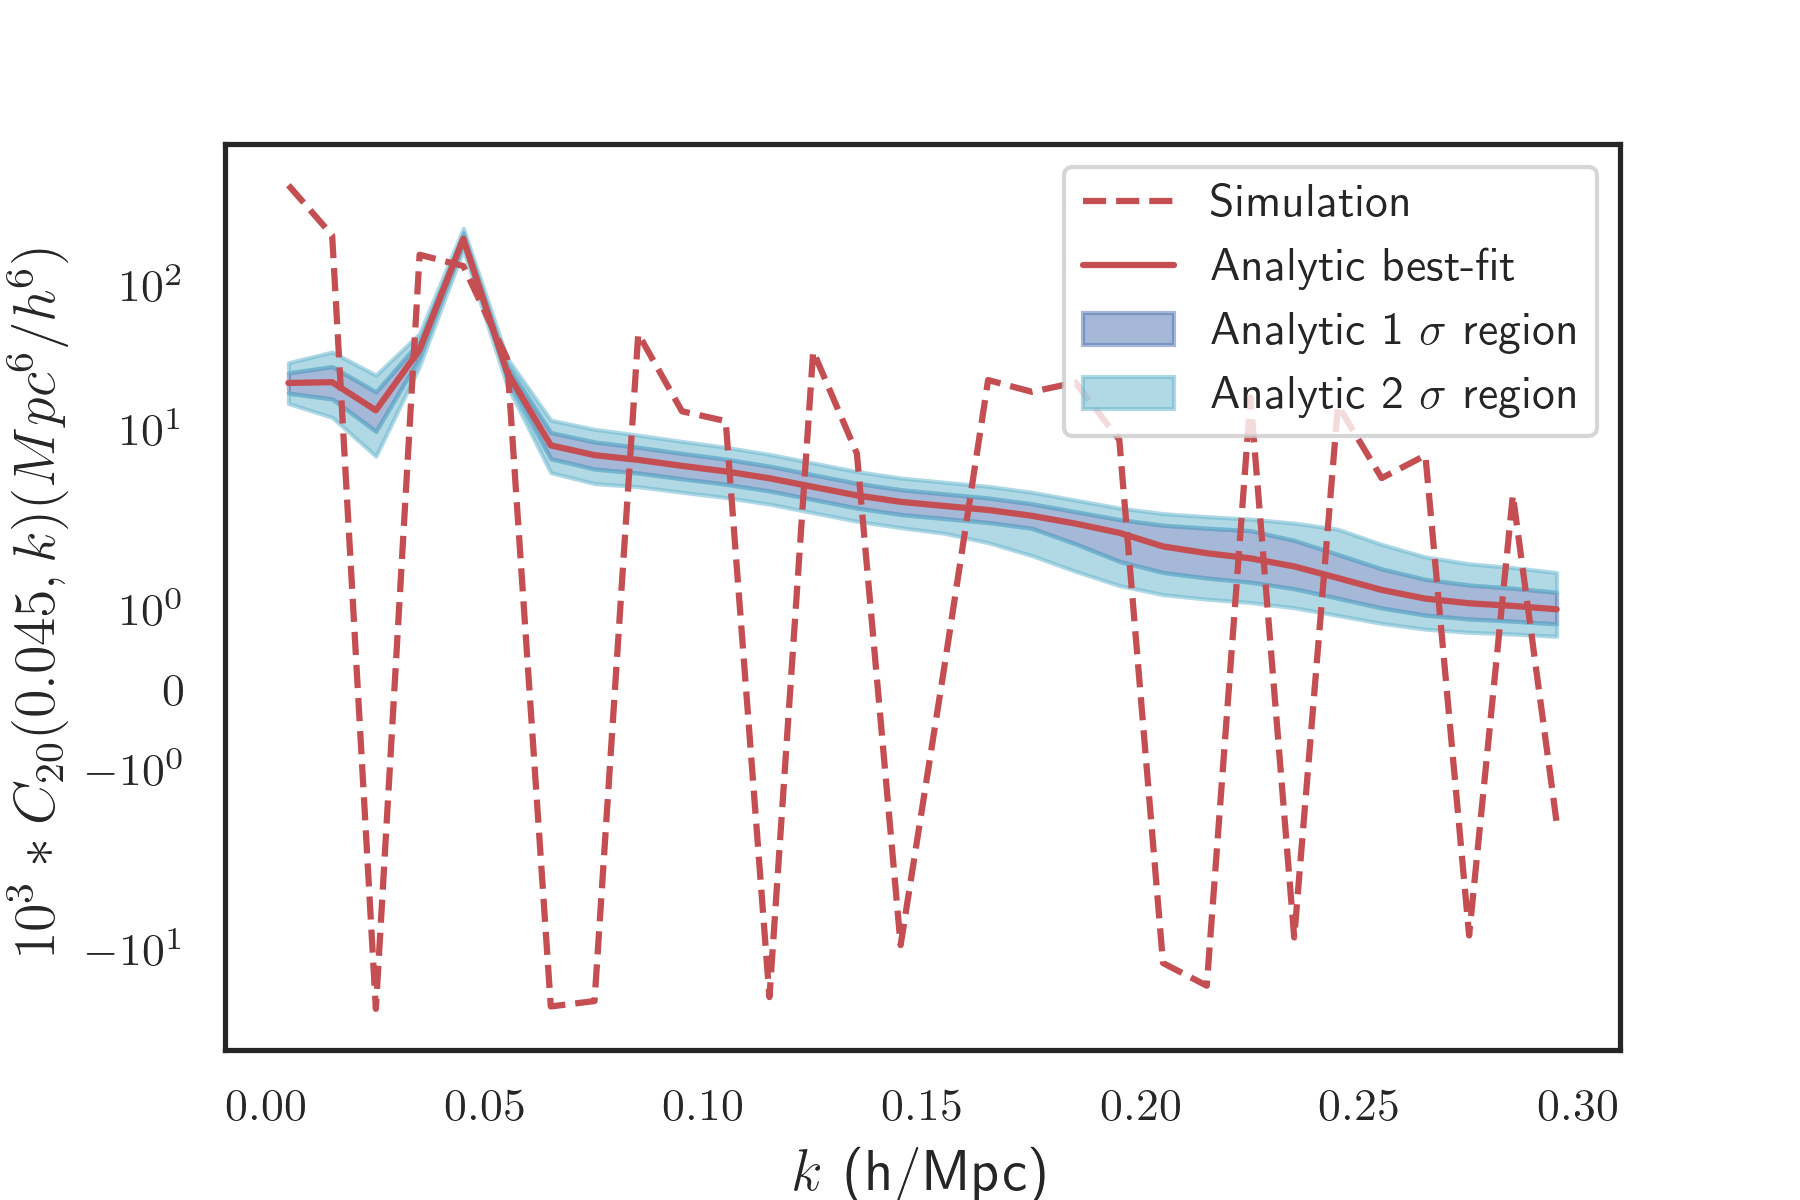 Simulation
Analytic best-fit
Analytic 1 σ region
Analytic 2 σ region
10^2
10^1
10^0
0
−10^0
−10^1
10^3 ∗ C_20(0.045, k)(Mpc^6/h^6)
0.00 0.05 0.10 0.15 0.20 0.25 0.30
k (h/Mpc)